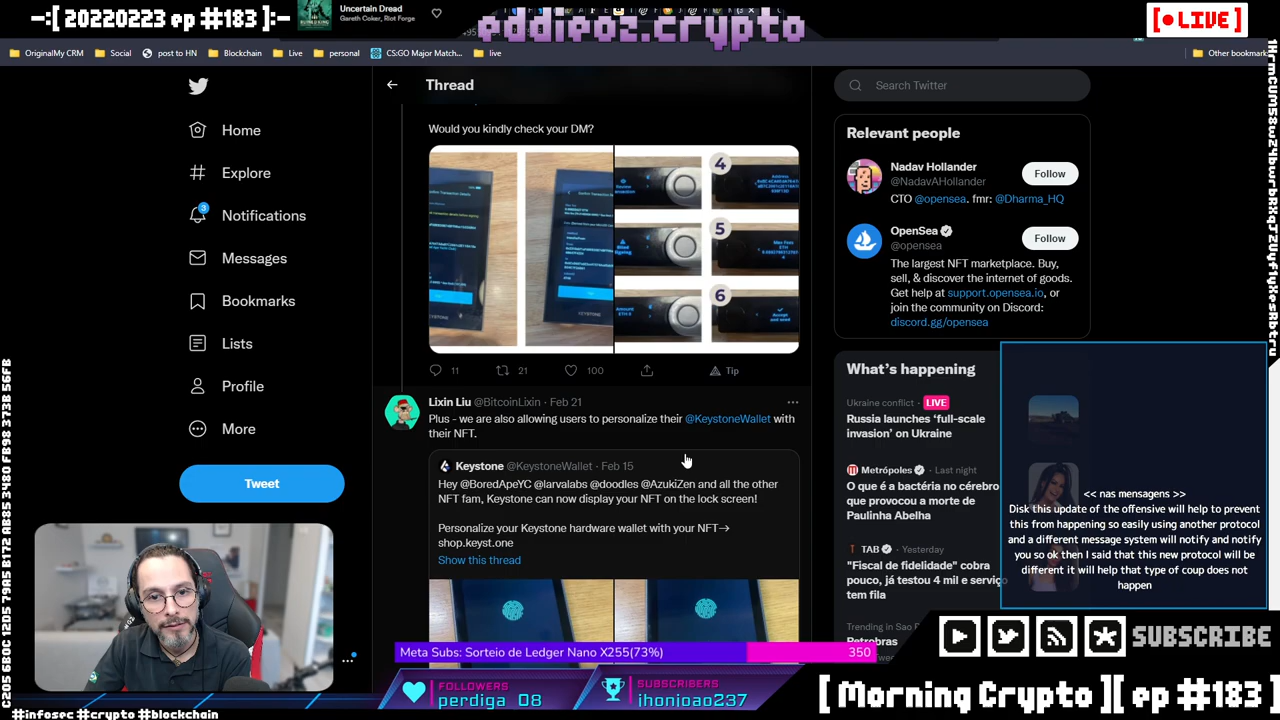 -:[ 20220223 ep #183 ]:-
Uncertain Dread
Gareth Coker, Riot Forge
eddieoz.crypto
[●LIVE]
OriginalMy CRM
Social
post to HN
Blockchain
Live
personal
CS:GO Major Match...
live
Other bookmark
Thread
Search Twitter
Home
Explore
3
Notifications
Messages
Bookmarks
Lists
Profile
More
Tweet
Would you kindly check your DM?
4
5
6
KEYSTONE
11
21
100
Tip
Lixin Liu @BitcoinLixin · Feb 21
Plus - we are also allowing users to personalize their @KeystoneWallet with
their NFT.
Keystone @KeystoneWallet · Feb 15
Hey @BoredApeYC @larvalabs @doodles @AzukiZen and all the other
NFT fam, Keystone can now display your NFT on the lock screen!
Personalize your Keystone hardware wallet with your NFT→
shop.keyst.one
Show this thread
Relevant people
Nadav Hollander
@NadavAHollander
Follow
CTO @opensea. fmr: @Dharma_HQ
OpenSea
@opensea
Follow
The largest NFT marketplace. Buy,
sell, & discover the internet of goods.
Get help at support.opensea.io, or
join the community on Discord:
discord.gg/opensea
What's happening
Ukraine conflict · LIVE
Russia launches 'full-scale
invasion' on Ukraine
Metrópoles · Last night
O que é a bactéria no cérebro
que provocou a morte de
Paulinha Abelha
TAB · Yesterday
"Fiscal de fidelidade" cobra
pouco, já testou 4 mil e serviço
tem fila
Trending in Sao P
Petrobras
<< nas mensagens >>
Disk this update of the offensive will help to prevent
this from happening so easily using another protocol
and a different message system will notify and notify
you so ok then I said that this new protocol will be
different it will help that type of coup does not
happen
SUBSCRIBE
Meta Subs: Sorteio de Ledger Nano X255(73%)
350
FOLLOWERS
perdiga_08
SUBSCRIBERS
ihonjoao237
[ Morning Crypto ][ ep #183 ]
#infosec #crypto #blockchain